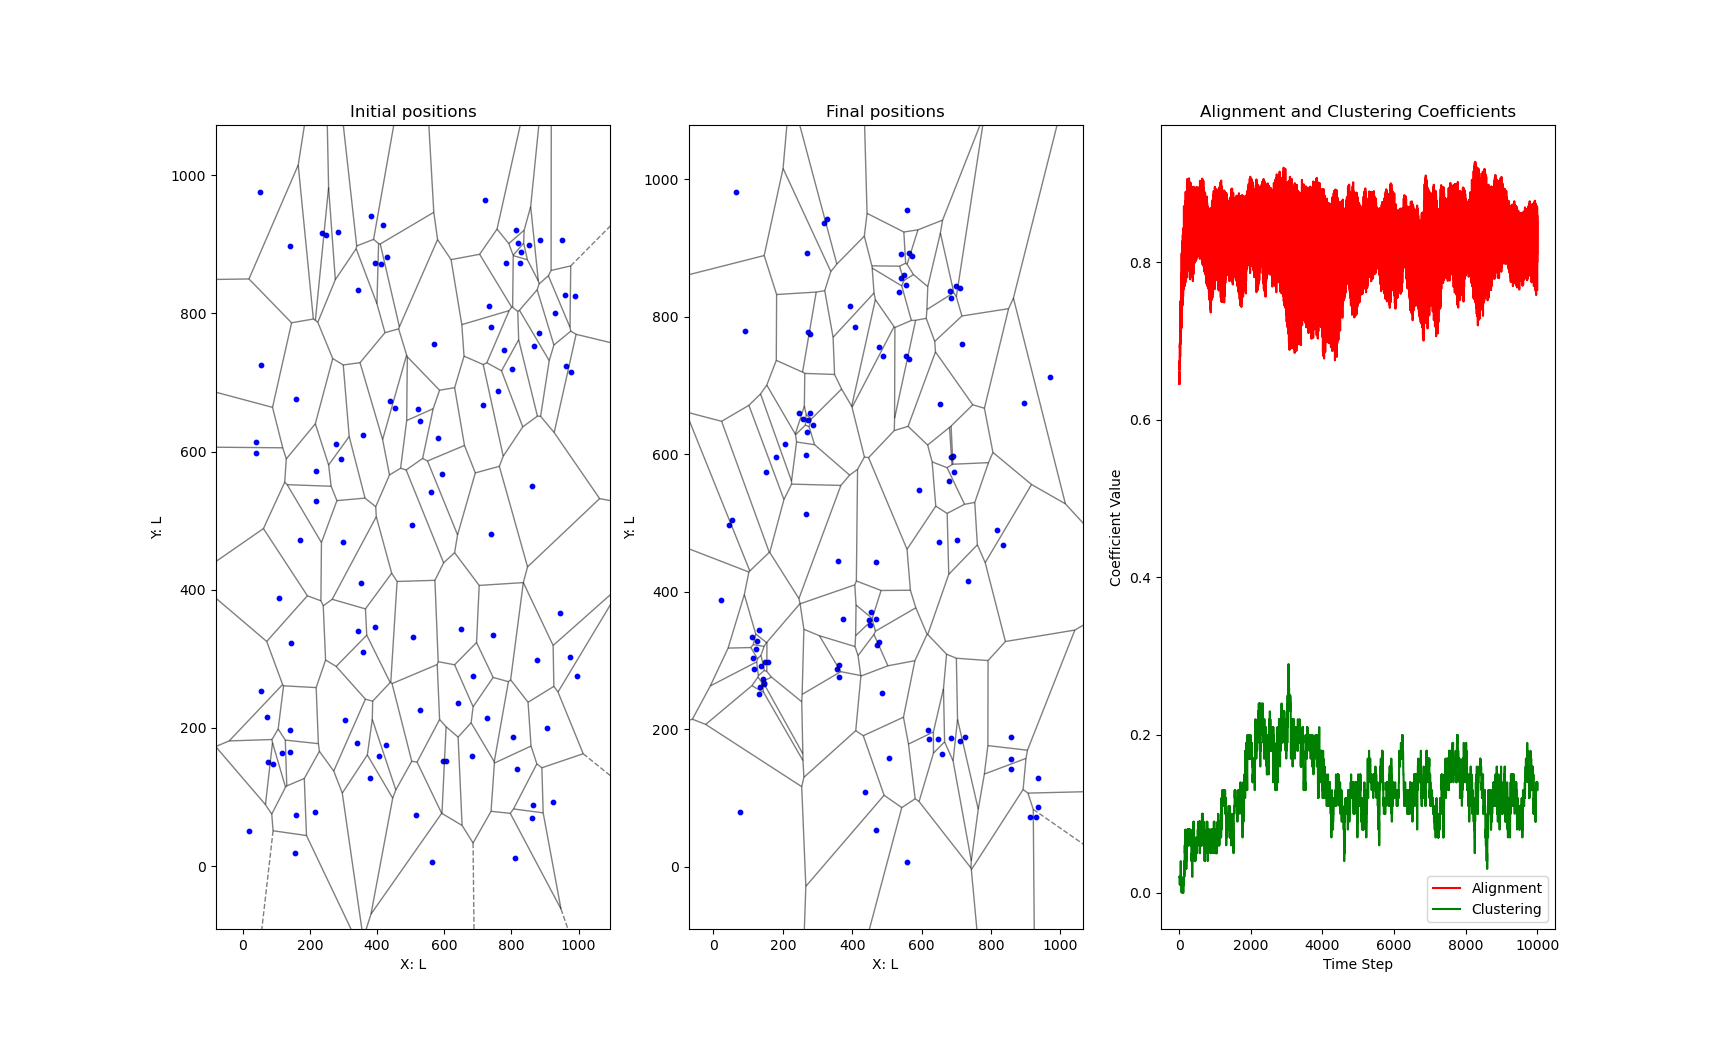 Initial positions
1000
800
600
400
200
0
Y: L
0 200 400 600 800 1000
X: L
Final positions
1000
800
600
400
200
0
Y: L
0 200 400 600 800 1000
X: L
Alignment and Clustering Coefficients
0.8
0.6
0.4
0.2
0.0
Coefficient Value
Alignment
Clustering
0 2000 4000 6000 8000 10000
Time Step